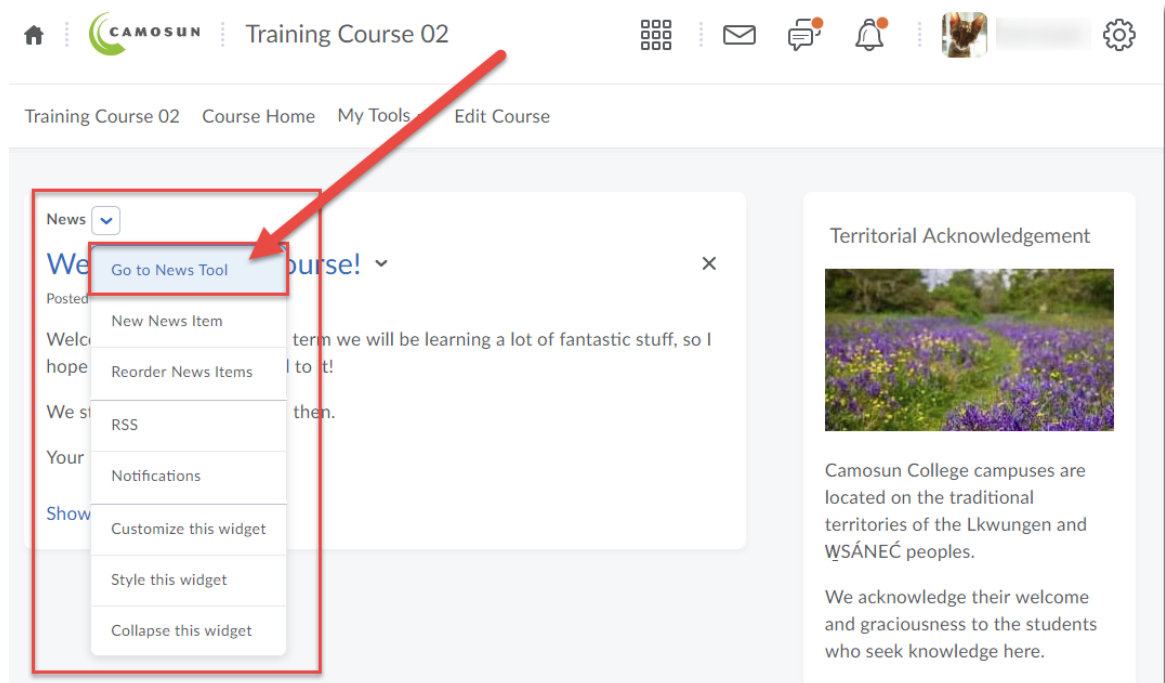 CAMOSUN
Training Course 02
Training Course 02 Course Home My Tools Edit Course
News
Go to News Tool
New News Item
Reorder News Items
RSS
Notifications
Customize this widget
Style this widget
Collapse this widget
We urse!
Posted
term we will be learning a lot of fantastic stuff, so I
hope to it!
We then.
Your
Show
Territorial Acknowledgement
Camosun College campuses are
located on the traditional
territories of the Lkwungen and
W̱SÁNEĆ peoples.
We acknowledge their welcome
and graciousness to the students
who seek knowledge here.